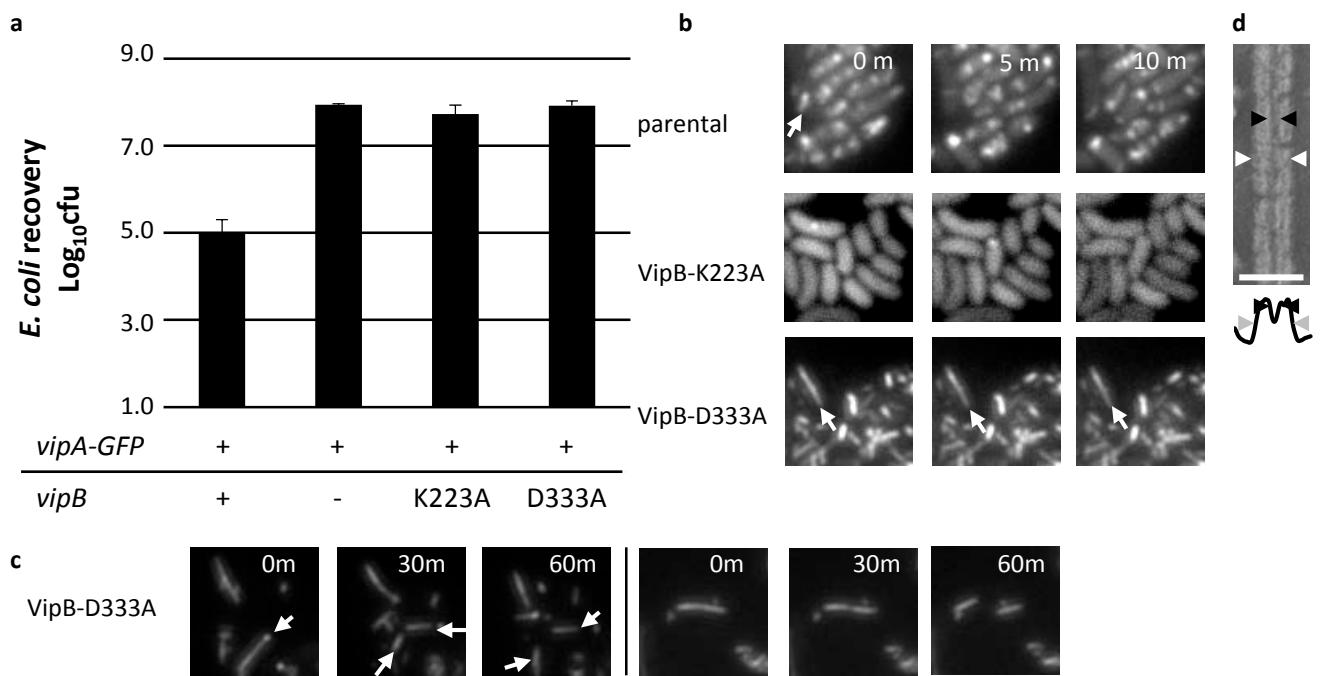 a
9.0
7.0
5.0
3.0
1.0
E. coli recovery
Log10cfu
vipA-GFP + + + +
vipB + - K223A D333A
b
parental
0 m 5 m 10 m
VipB-K223A
VipB-D333A
d
c
VipB-D333A
0m 30m 60m 0m 30m 60m